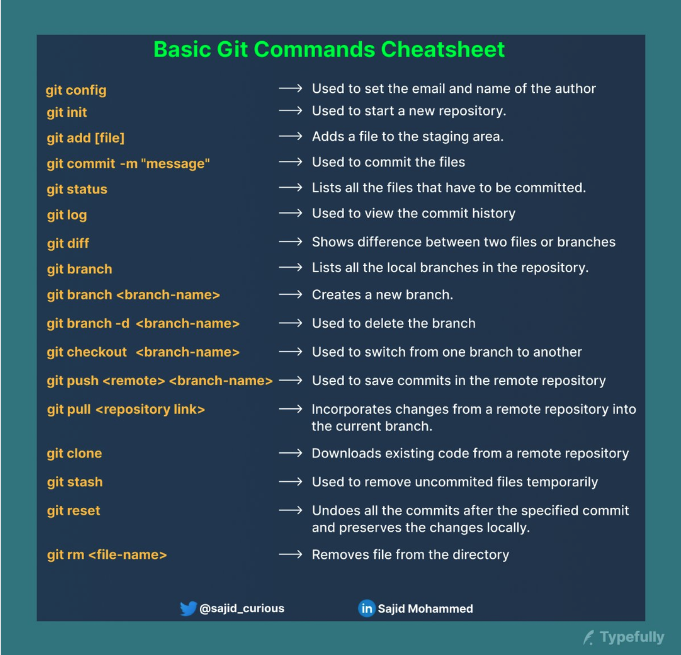 Basic Git Commands Cheatsheet
git config → Used to set the email and name of the author
git init → Used to start a new repository.
git add [file] → Adds a file to the staging area.
git commit -m "message" → Used to commit the files
git status → Lists all the files that have to be committed.
git log → Used to view the commit history
git diff → Shows difference between two files or branches
git branch → Lists all the local branches in the repository.
git branch <branch-name> → Creates a new branch.
git branch -d <branch-name> → Used to delete the branch
git checkout <branch-name> → Used to switch from one branch to another
git push <remote> <branch-name> → Used to save commits in the remote repository
git pull <repository link> → Incorporates changes from a remote repository into
the current branch.
git clone → Downloads existing code from a remote repository
git stash → Used to remove uncommited files temporarily
git reset → Undoes all the commits after the specified commit
and preserves the changes locally.
git rm <file-name> → Removes file from the directory
@sajid_curious in Sajid Mohammed
Typefully